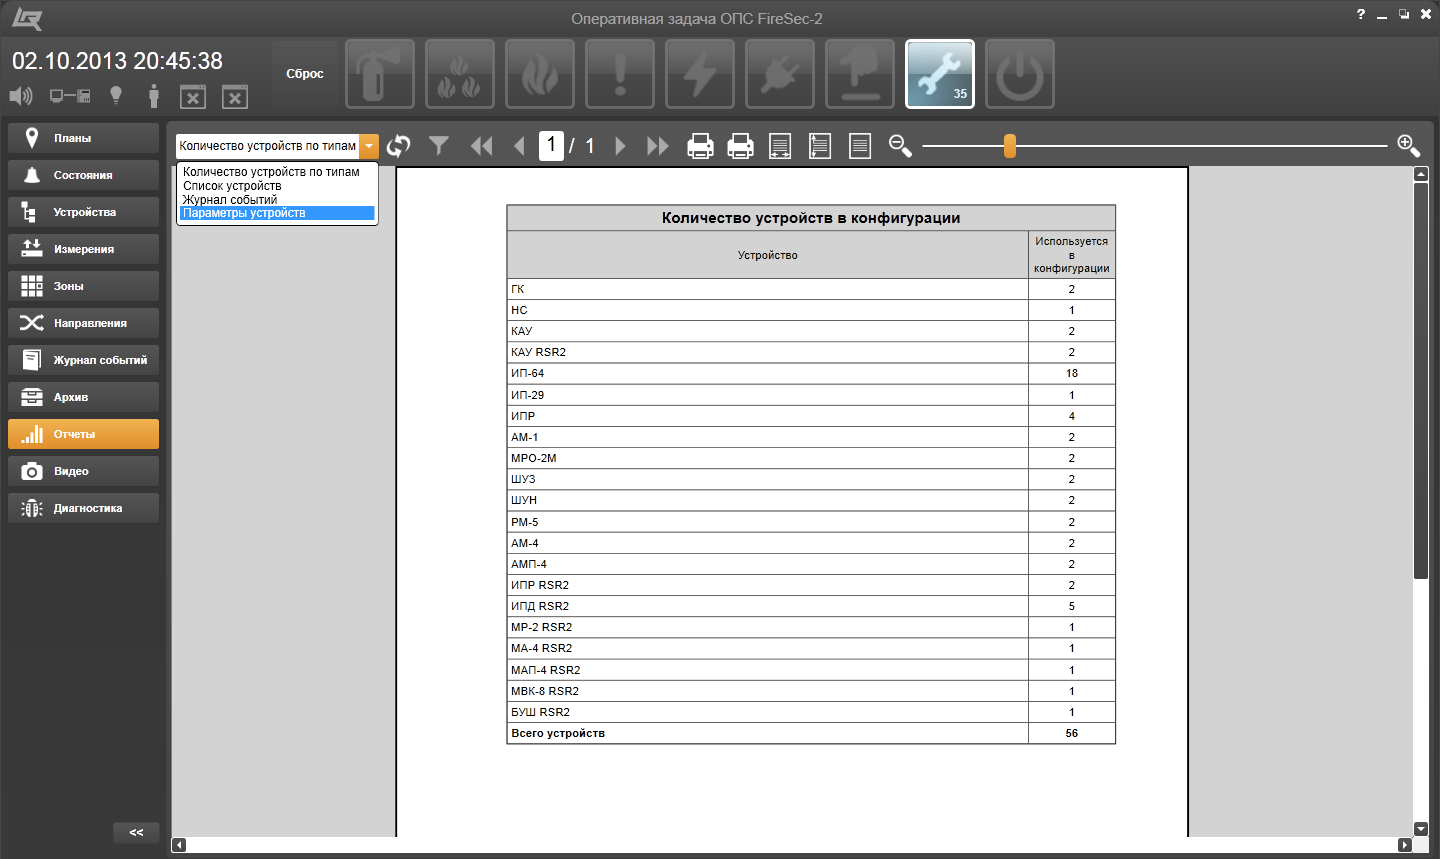 Оперативная задача ОПС FireSec-2
?
02.10.2013 20:45:38
Сброс
35
Планы
Состояния
Устройства
Измерения
Зоны
Направления
Журнал событий
Архив
Отчеты
Видео
Диагностика
<<
Количество устройств по типам
1 / 1
Количество устройств по типам
Список устройств
Журнал событий
Параметры устройств
Количество устройств в конфигурации
Устройство
Используется
в
конфигурации
ГК 2
НС 1
КАУ 2
КАУ RSR2 2
ИП-64 18
ИП-29 1
ИПР 4
АМ-1 2
МРО-2М 2
ШУЗ 2
ШУН 2
РМ-5 2
АМ-4 2
АМП-4 2
ИПР RSR2 2
ИПД RSR2 5
МР-2 RSR2 1
МА-4 RSR2 1
МАП-4 RSR2 1
МВК-8 RSR2 1
БУШ RSR2 1
Всего устройств 56